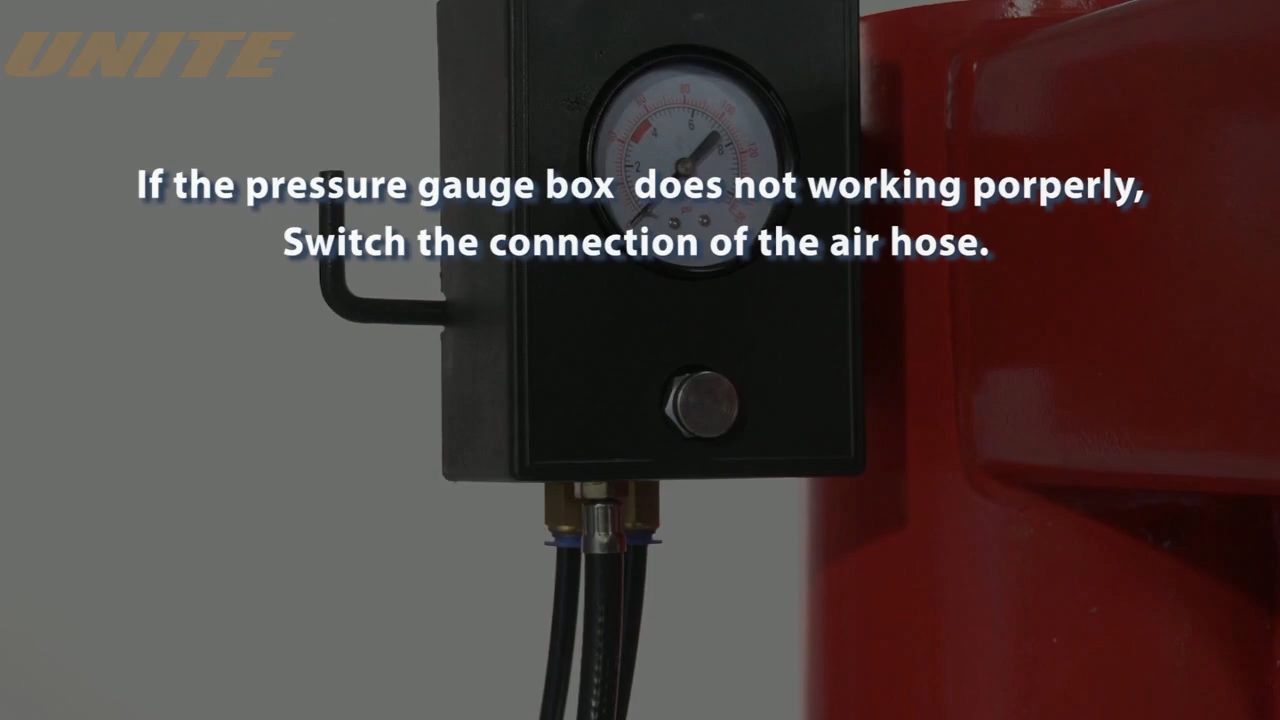 UNITE
If the pressure gauge box  does not working porperly,
Switch the connection of the air hose.